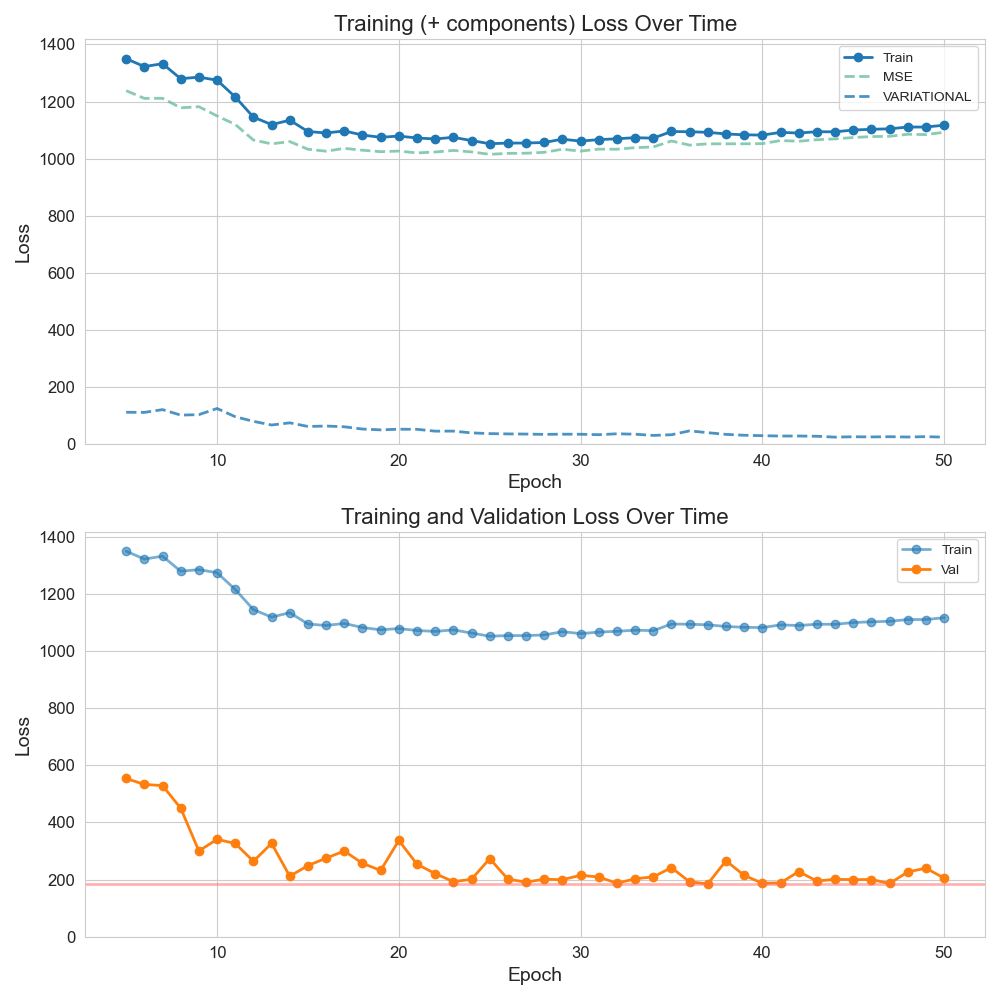 Training (+ components) Loss Over Time
1400
1200
1000
800
600
400
200
0
Loss
Train
MSE
VARIATIONAL
10 20 30 40 50
Epoch
Training and Validation Loss Over Time
1400
1200
1000
800
600
400
200
0
Loss
Train
Val
10 20 30 40 50
Epoch